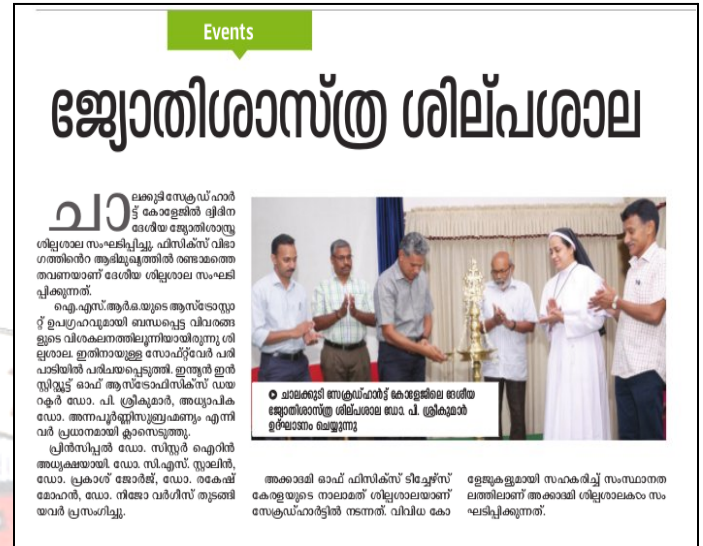 Events
ജ്യോതിശാസ്ത്ര ശില്പശാല
ചാലക്കുടി സേക്രഡ് ഹാർ
ട്ട് കോളേജിൽ ദ്വിദിന
ദേശീയ ജ്യോതിശാസ്ത്ര
ശില്പശാല സംഘടിപ്പിച്ചു. ഫിസിക്സ് വിഭാ
ഗത്തിൻെറ ആഭിമുഖ്യത്തിൽ രണ്ടാമത്തെ
തവണയാണ് ദേശീയ ശില്പശാല സംഘടി
പ്പിക്കുന്നത്.
ഐ.എസ്.ആർ.ഒ.യുടെ ആസ്ട്രോസ്സാ
റ്റ് ഉപഗ്രഹവുമായി ബന്ധപ്പെട്ട വിവരങ്ങ
ളുടെ വിശകലനത്തിലൂന്നിയായിരുന്നു ശി
ല്പശാല. ഇതിനായുള്ള സോഫ്റ്റ്‌വേർ പരി
പാടിയിൽ പരിചയപ്പെടുത്തി. ഇന്ത്യൻ ഇൻ
സ്റ്റിറ്റ്യൂട്ട് ഓഫ് ആസ്ട്രോഫിസിക്സ് ഡയ
റക്ടർ ഡോ. പി. ശ്രീകുമാർ, അധ്യാപിക
ഡോ. അന്നപൂർണ്ണിസുബ്രഹ്മണ്യം എന്നി
വർ പ്രധാനമായി ക്ലാസെടുത്തു.
പ്രിൻസിപ്പൽ ഡോ. സിസ്റ്റർ ഐറിൻ
അധ്യക്ഷയായി. ഡോ. സി.എസ്. സ്റ്റാലിൻ,
ഡോ. പ്രകാശ് ജോർജ്, ഡോ. രകേഷ്
മോഹൻ, ഡോ. നിജോ വർഗീസ് തുടങ്ങി
യവർ പ്രസംഗിച്ചു.
ചാലക്കുടി സേക്രഡ്ഹാർട്ട് കോളേജിലെ ദേശീയ
ജ്യോതിശാസ്ത്ര ശില്പശാല ഡോ. പി. ശ്രീകുമാർ
ഉദ്ഘാടനം ചെയ്യുന്നു
അക്കാദമി ഓഫ് ഫിസിക്സ് ടീച്ചേഴ്സ്
കേരളയുടെ നാലാമത് ശില്പശാലയാണ്
സേക്രഡ്ഹാർട്ടിൽ നടന്നത്. വിവിധ കോ
ളേജുകളുമായി സഹകരിച്ച് സംസ്ഥാനത
ലത്തിലാണ് അക്കാദമി ശില്പശാലകഠം സം
ഘടിപ്പിക്കുന്നത്.